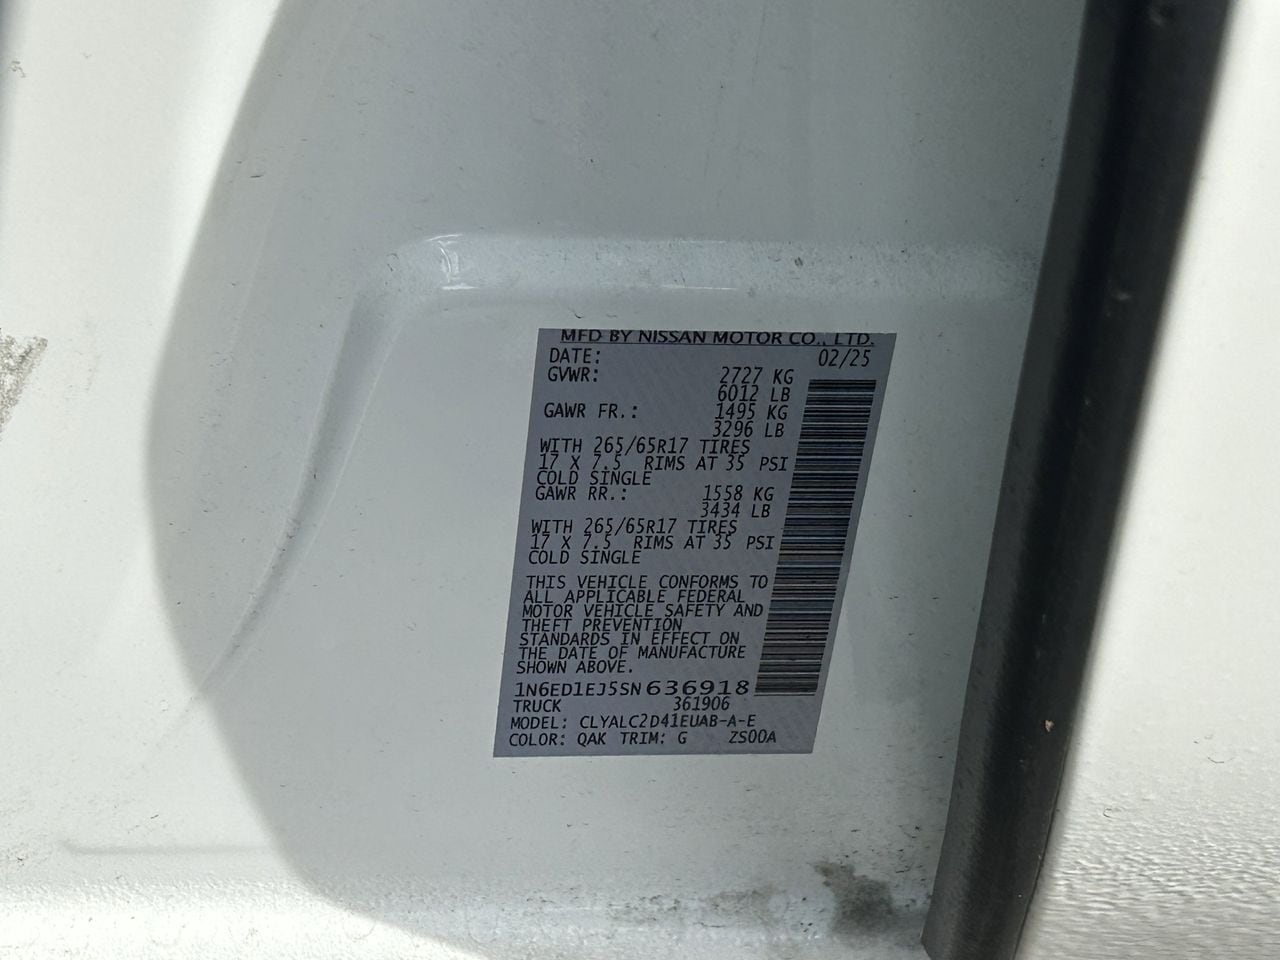 MFD BY NISSAN MOTOR CO., LTD.
DATE: 02/25
GVWR: 2727 KG
6012 LB
GAWR FR.: 1495 KG
3296 LB
WITH 265/65R17 TIRES
17 X 7.5 RIMS AT 35 PSI
COLD SINGLE
GAWR RR.: 1558 KG
3434 LB
WITH 265/65R17 TIRES
17 X 7.5 RIMS AT 35 PSI
COLD SINGLE
THIS VEHICLE CONFORMS TO
ALL APPLICABLE FEDERAL
MOTOR VEHICLE SAFETY AND
THEFT PREVENTION
STANDARDS IN EFFECT ON
THE DATE OF MANUFACTURE
SHOWN ABOVE.
1N6ED1EJ5SN636918
TRUCK 361906
MODEL: CLYALC2D41EUAB-A-E
COLOR: QAK TRIM: G ZS00A